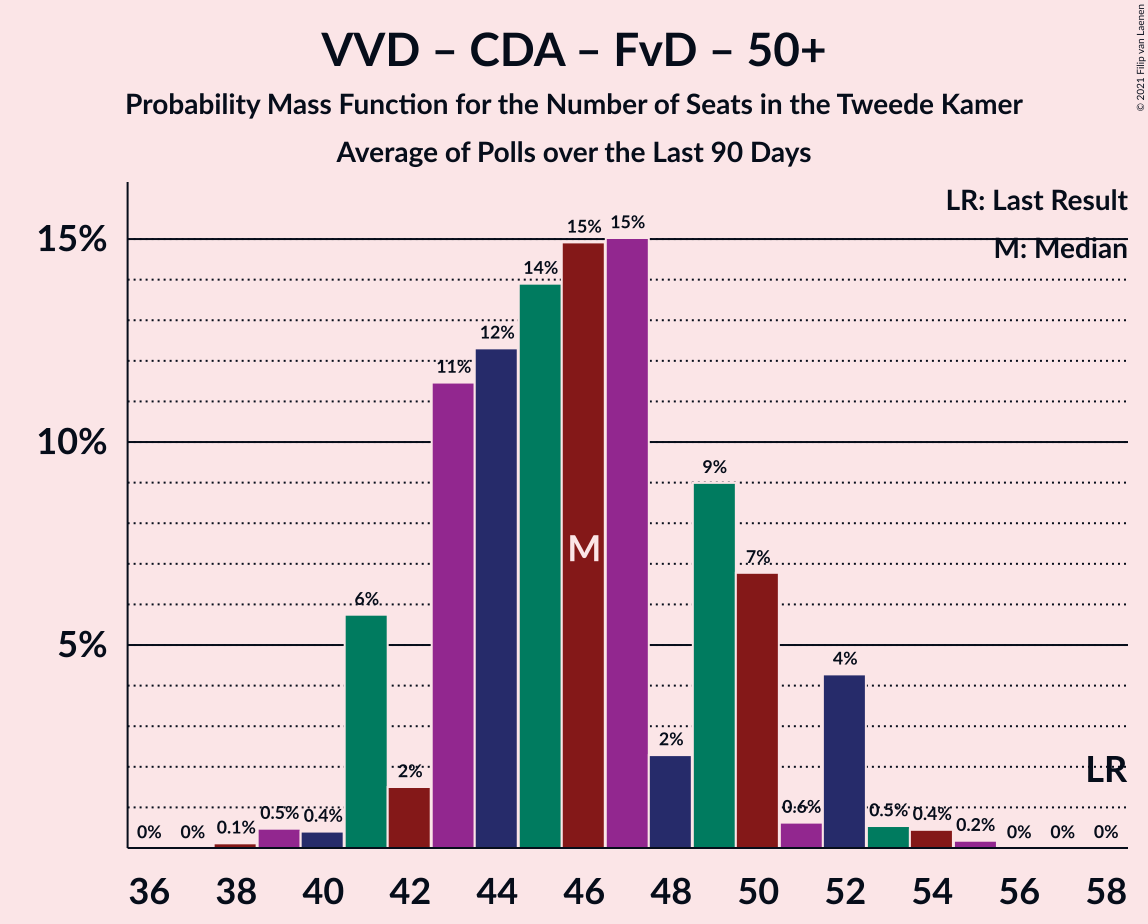 VVD – CDA – FvD – 50+
Probability Mass Function for the Number of Seats in the Tweede Kamer
Average of Polls over the Last 90 Days
© 2021 Filip van Laenen
LR: Last Result
M: Median
15%
10%
5%
0% 0% 0.1% 0.5% 0.4% 6% 2% 11% 12% 14% 15% 15% 2% 9% 7% 0.6% 4% 0.5% 0.4% 0.2% 0% 0% 0%
M
LR
36 38 40 42 44 46 48 50 52 54 56 58